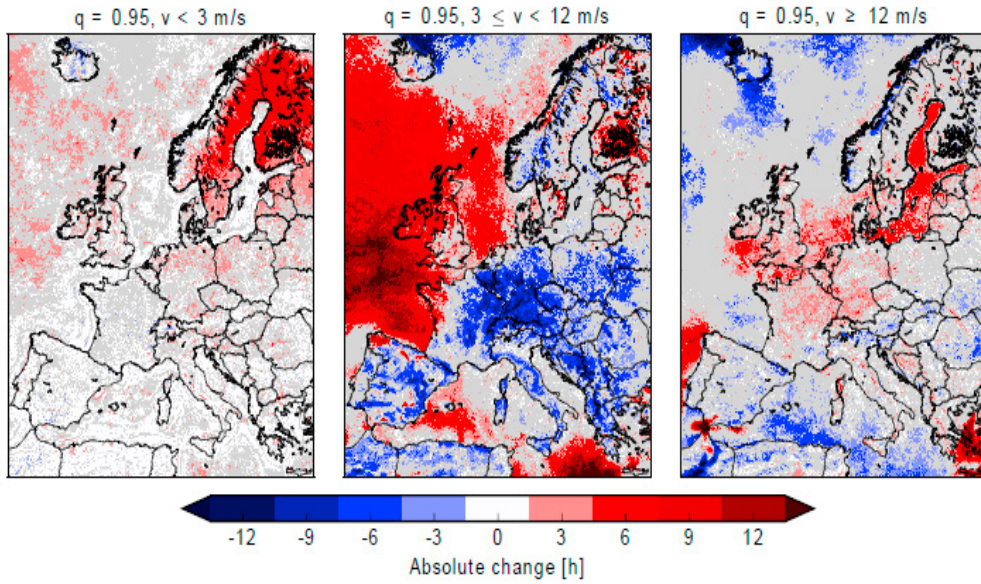 q = 0.95, v < 3 m/s
q = 0.95, 3 ≤ v < 12 m/s
q = 0.95, v ≥ 12 m/s
-12 -9 -6 -3 0 3 6 9 12
Absolute change [h]